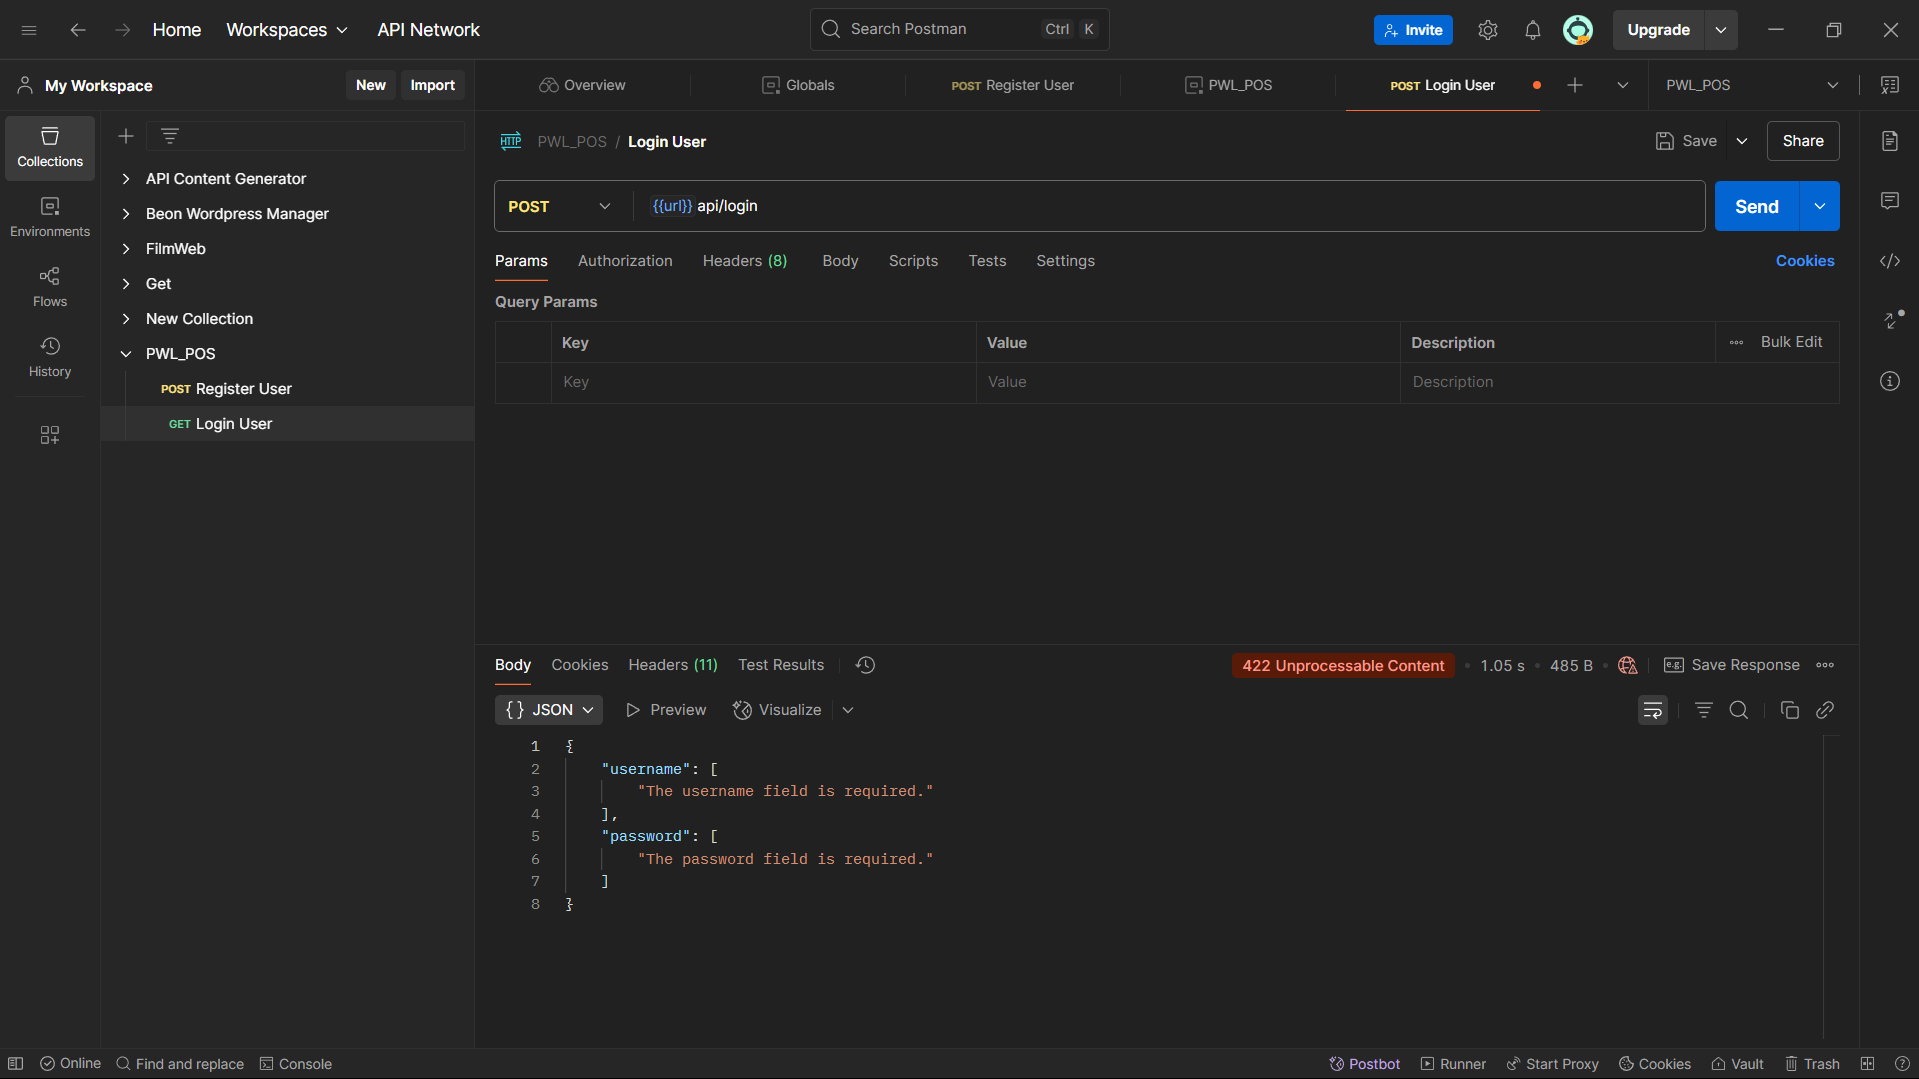 Home Workspaces API Network Search Postman Ctrl K Invite Upgrade
My Workspace New Import Overview Globals POST Register User PWL_POS POST Login User PWL_POS
Collections
Environments
Flows
History
API Content Generator
Beon Wordpress Manager
FilmWeb
Get
New Collection
PWL_POS
POST Register User
GET Login User
HTTP PWL_POS / Login User Save Share
POST {{url}} api/login Send
Params Authorization Headers (8) Body Scripts Tests Settings Cookies
Query Params
Key Value Description Bulk Edit
Key Value Description
Body Cookies Headers (11) Test Results 422 Unprocessable Content 1.05 s 485 B e.g. Save Response
{} JSON Preview Visualize
1 {
2 "username": [
3 "The username field is required."
4 ],
5 "password": [
6 "The password field is required."
7 ]
8 }
Online Find and replace Console Postbot Runner Start Proxy Cookies Vault Trash